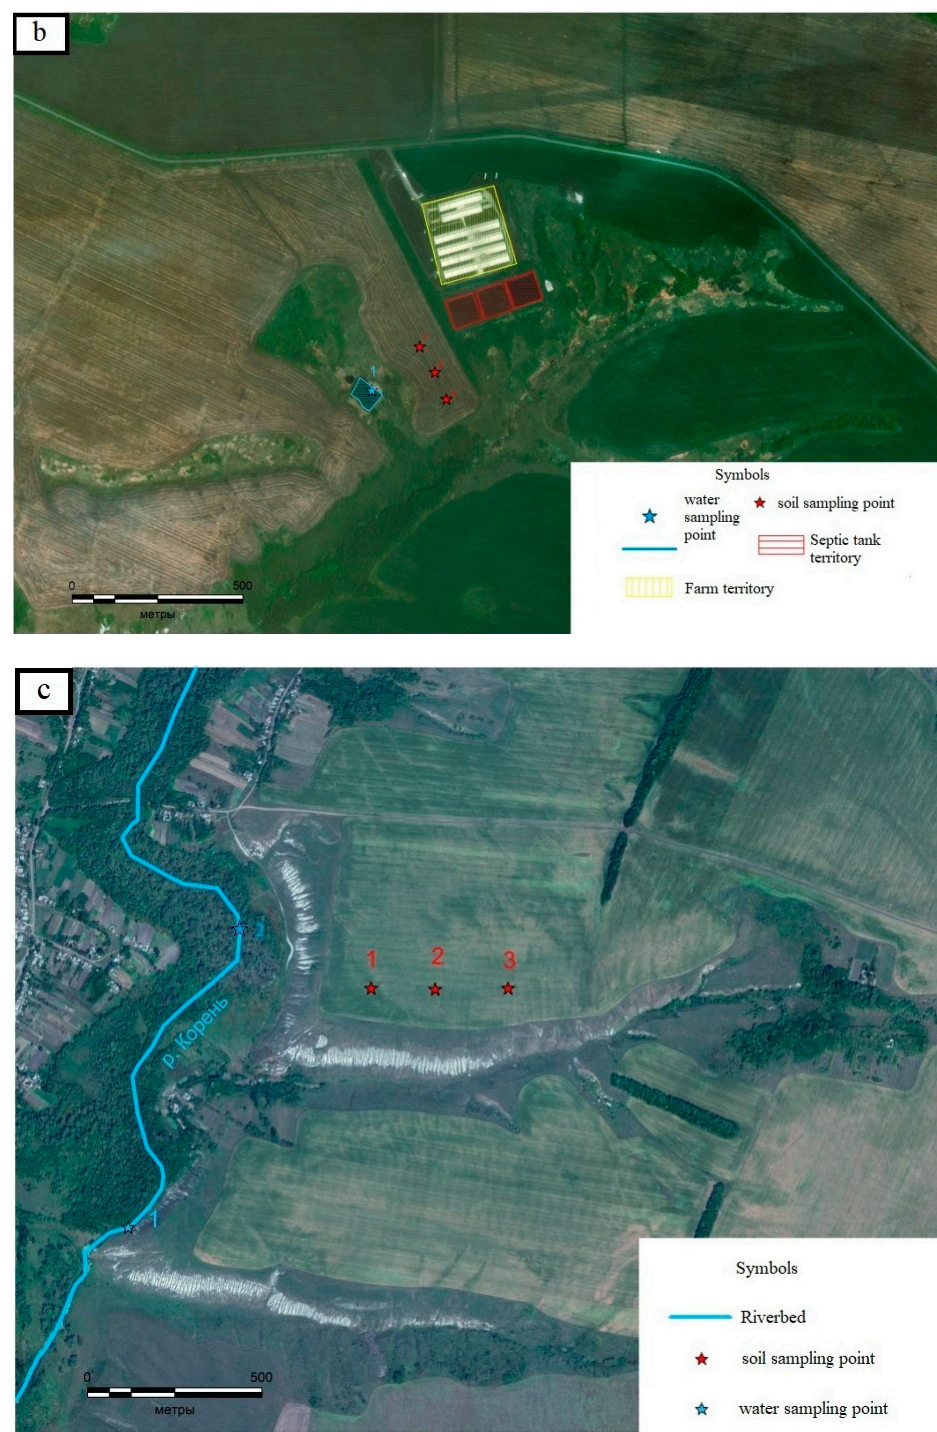 b
1
Symbols
water
sampling
point
soil sampling point
Septic tank
territory
Farm territory
0 500
метры
c
2
1 2 3
р. Корень
1
Symbols
Riverbed
soil sampling point
water sampling point
0 500
метры